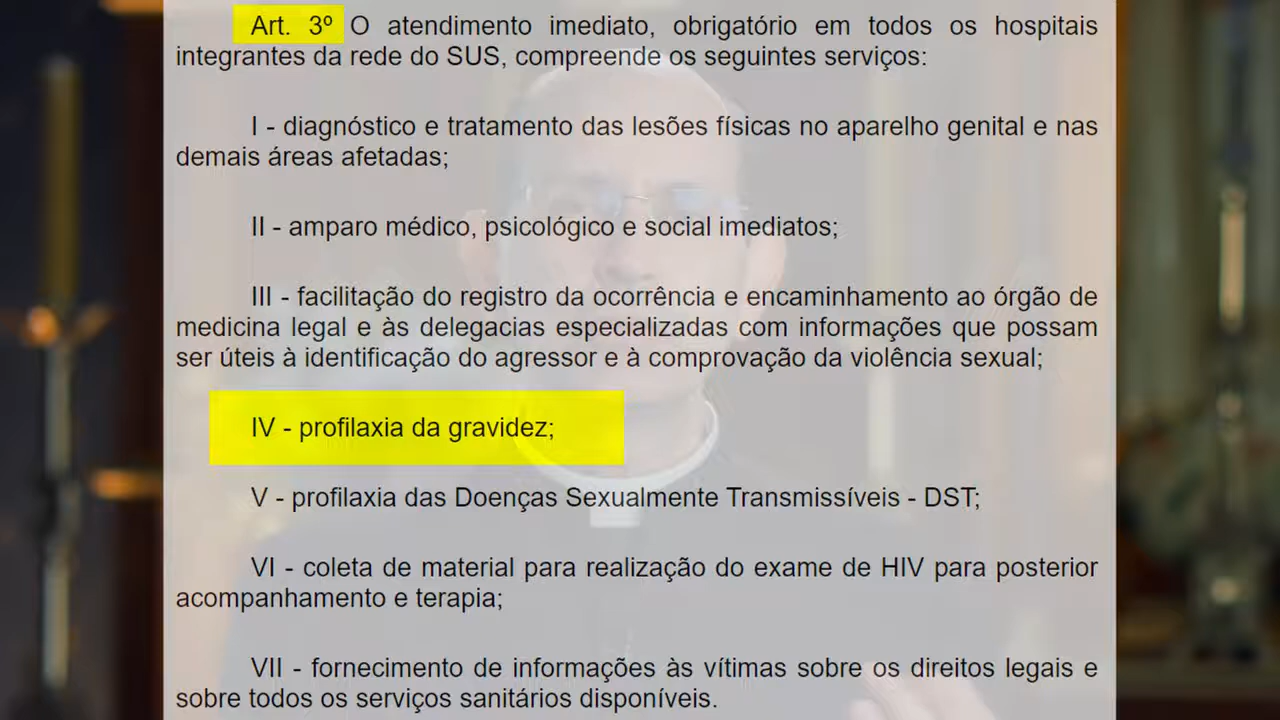 Art. 3º O atendimento imediato, obrigatório em todos os hospitais
integrantes da rede do SUS, compreende os seguintes serviços:
I - diagnóstico e tratamento das lesões físicas no aparelho genital e nas
demais áreas afetadas;
II - amparo médico, psicológico e social imediatos;
III - facilitação do registro da ocorrência e encaminhamento ao órgão de
medicina legal e às delegacias especializadas com informações que possam
ser úteis à identificação do agressor e à comprovação da violência sexual;
IV - profilaxia da gravidez;
V - profilaxia das Doenças Sexualmente Transmissíveis - DST;
VI - coleta de material para realização do exame de HIV para posterior
acompanhamento e terapia;
VII - fornecimento de informações às vítimas sobre os direitos legais e
sobre todos os serviços sanitários disponíveis.